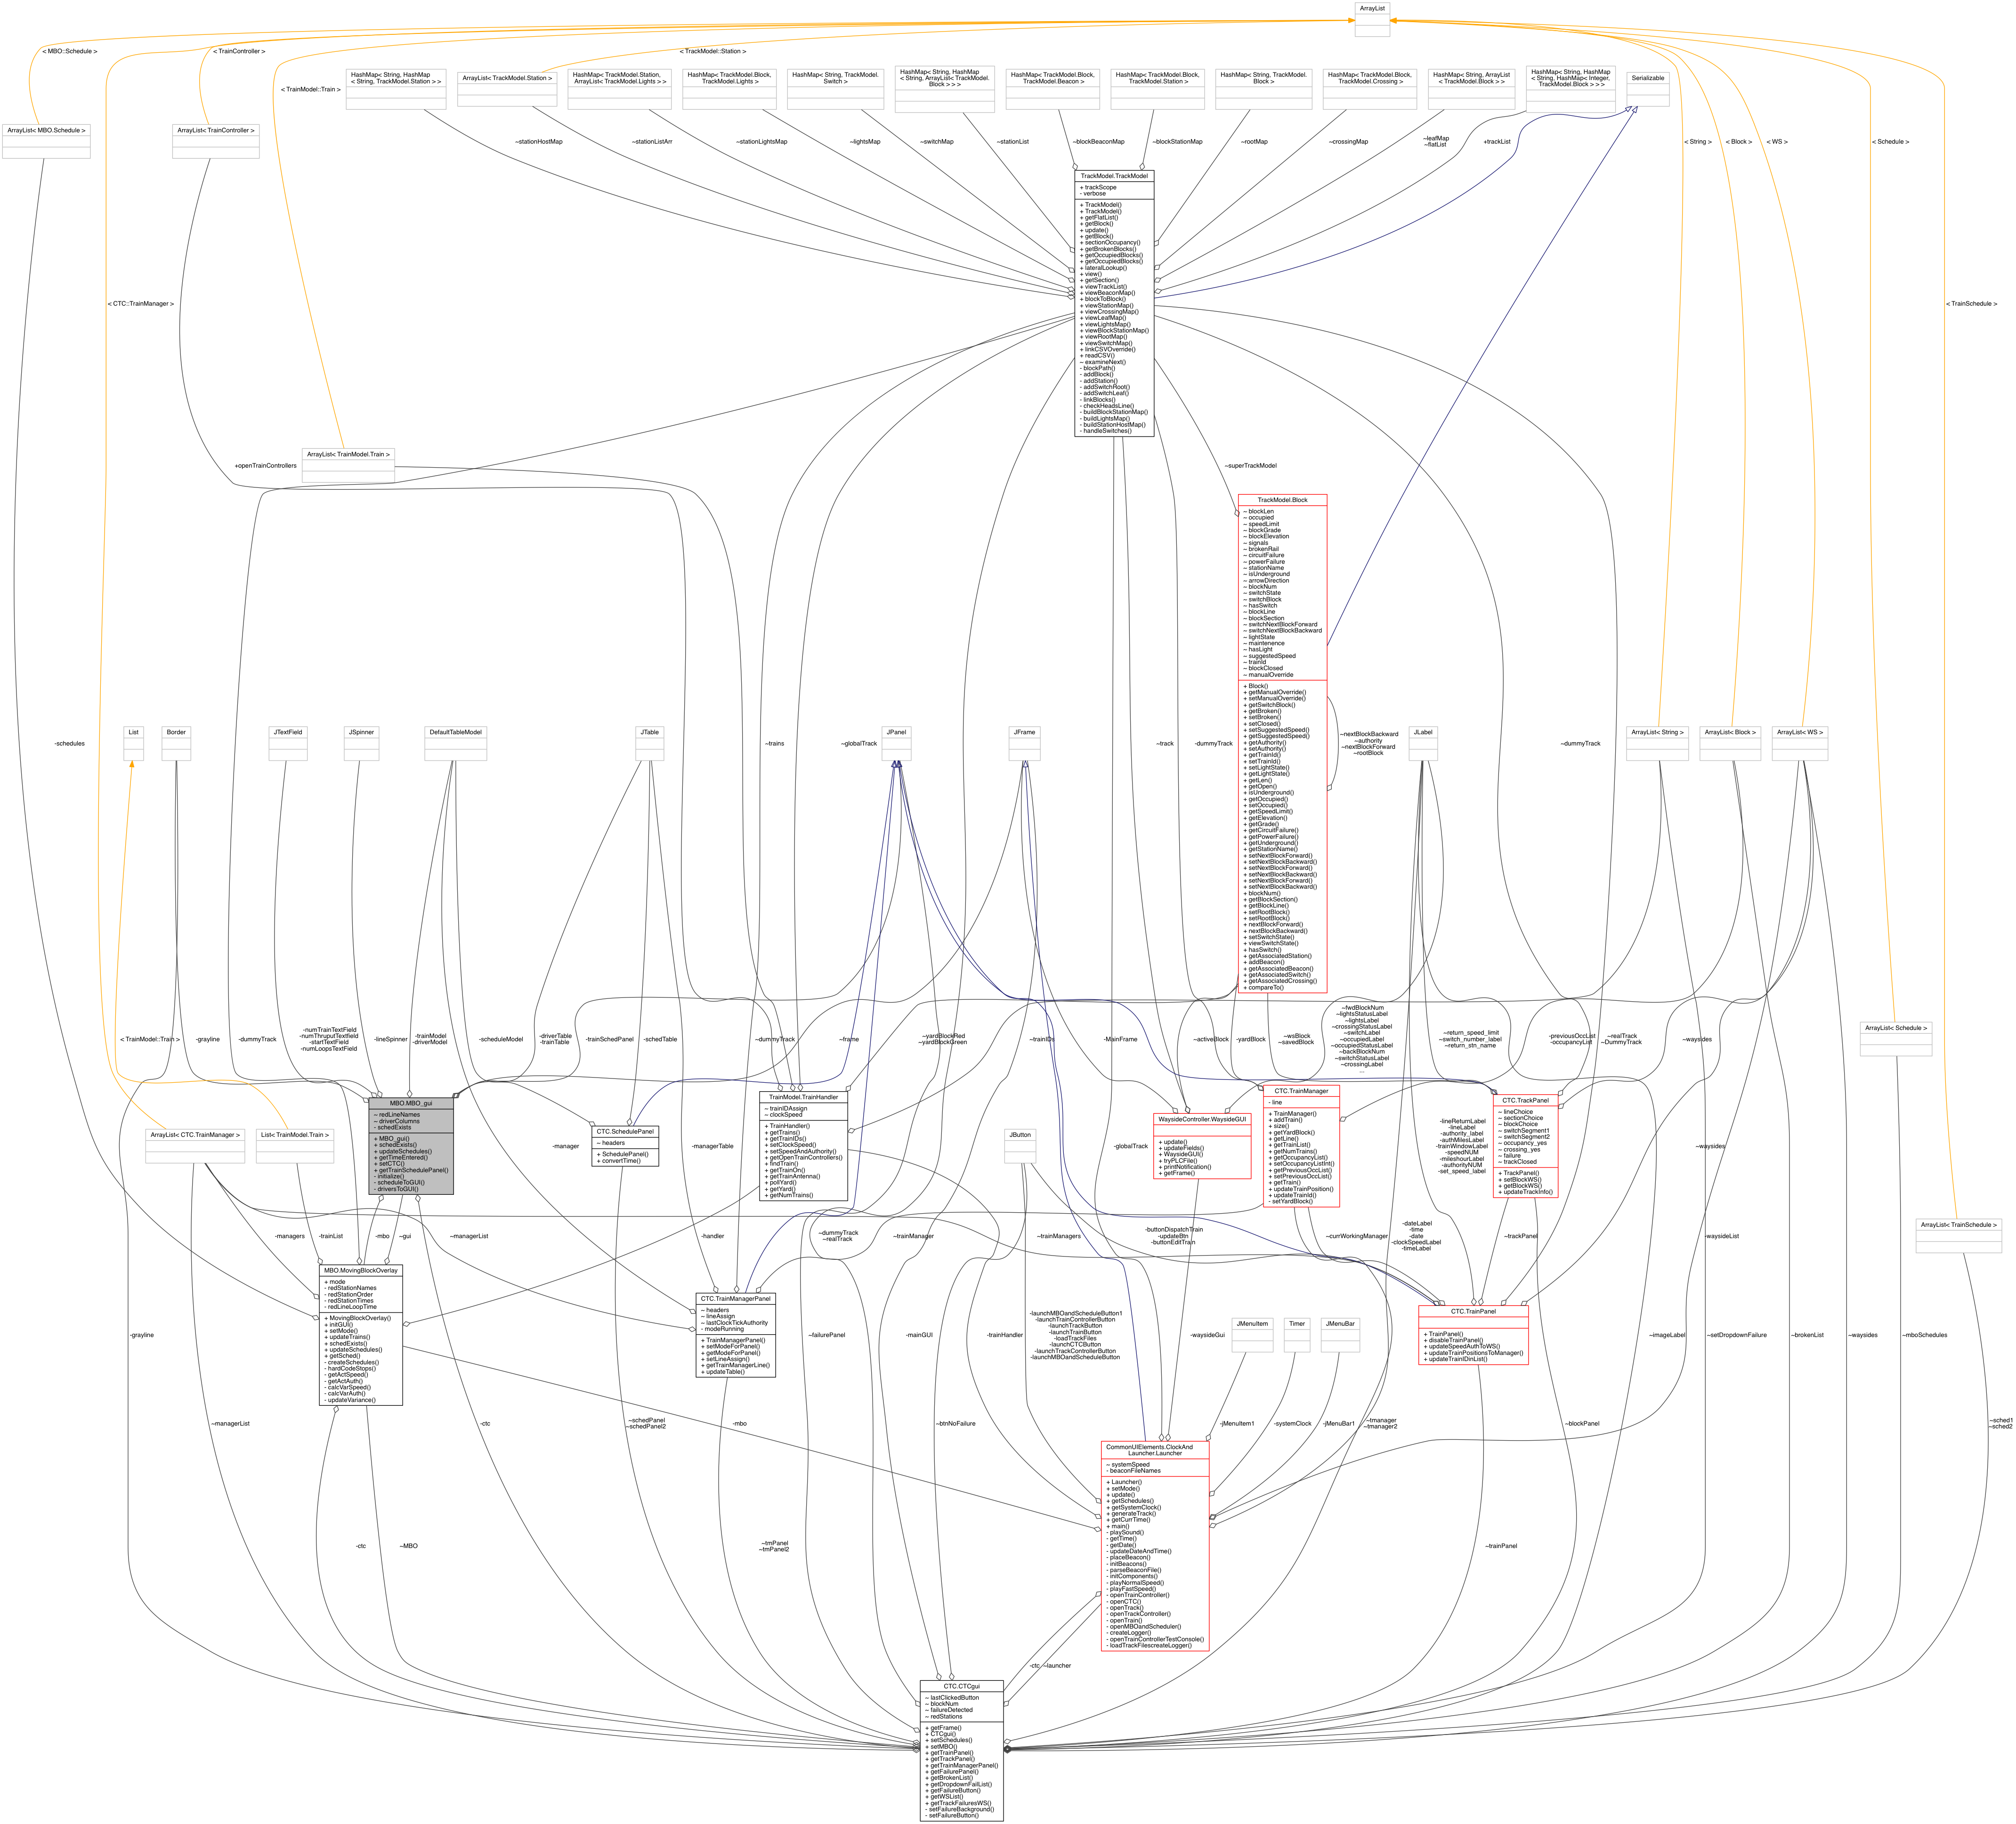 ArrayList
< MBO::Schedule >
< TrainController >
< TrackModel::Station >
HashMap< String, HashMap
< String, TrackModel.Station > >
ArrayList< TrackModel.Station >
HashMap< TrackModel.Station,
ArrayList< TrackModel.Lights > >
HashMap< TrackModel.Block,
TrackModel.Lights >
HashMap< String, TrackModel.
Switch >
HashMap< String, HashMap
< String, ArrayList< TrackModel.
Block > > >
HashMap< TrackModel.Block,
TrackModel.Beacon >
HashMap< TrackModel.Block,
TrackModel.Station >
HashMap< String, TrackModel.
Block >
HashMap< TrackModel.Block,
TrackModel.Crossing >
HashMap< String, ArrayList
< TrackModel.Block > >
HashMap< String, HashMap
< String, HashMap< Integer,
TrackModel.Block > > >
Serializable
< TrainModel::Train >
ArrayList< MBO.Schedule >
ArrayList< TrainController >
~stationHostMap
~stationListArr
~stationLightsMap
~lightsMap
~switchMap
~stationList
~blockBeaconMap
~blockStationMap
~rootMap
~crossingMap
~leafMap
~flatList
+trackList
< String >
< Block >
< WS >
< Schedule >
TrackModel.TrackModel
+ trackScope
- verbose
+ TrackModel()
+ TrackModel()
+ getFlatList()
+ getBlock()
+ update()
+ getBlock()
+ sectionOccupancy()
+ getBrokenBlocks()
+ getOccupiedBlocks()
+ getOccupiedBlocks()
+ lateralLookup()
+ view()
+ getSection()
+ viewTrackList()
+ viewBeaconMap()
+ blockToBlock()
+ viewStationMap()
+ viewCrossingMap()
+ viewLeafMap()
+ viewLightsMap()
+ viewBlockStationMap()
+ viewRootMap()
+ viewSwitchMap()
+ linkCSVOverride()
+ readCSV()
~ examineNext()
- blockPath()
- addBlock()
- addStation()
- addSwitchRoot()
- addSwitchLeaf()
- linkBlocks()
- checkHeadsLine()
- buildBlockStationMap()
- buildLightsMap()
- buildStationHostMap()
- handleSwitches()
< CTC::TrainManager >
< TrainSchedule >
ArrayList< TrainModel.Train >
+openTrainControllers
~superTrackModel
TrackModel.Block
~ blockLen
~ occupied
~ speedLimit
~ blockGrade
~ blockElevation
~ signals
~ brokenRail
~ circuitFailure
~ powerFailure
~ stationName
~ isUnderground
~ arrowDirection
~ blockNum
~ switchState
~ switchBlock
~ hasSwitch
~ blockLine
~ blockSection
~ switchNextBlockForward
~ switchNextBlockBackward
~ lightState
~ maintenence
~ hasLight
~ suggestedSpeed
~ trainId
~ blockClosed
~ manualOverride
+ Block()
+ getManualOverride()
+ setManualOverride()
+ getSwitchBlock()
+ getBroken()
+ setBroken()
+ setClosed()
+ setSuggestedSpeed()
+ getSuggestedSpeed()
+ getAuthority()
+ setAuthority()
+ getTrainId()
+ setTrainId()
+ setLightState()
+ getLightState()
+ getLen()
+ getOpen()
+ isUnderground()
+ getOccupied()
+ setOccupied()
+ getSpeedLimit()
+ getElevation()
+ getGrade()
+ getCircuitFailure()
+ getPowerFailure()
+ getUnderground()
+ getStationName()
+ setNextBlockForward()
+ setNextBlockBackward()
+ setNextBlockForward()
+ setNextBlockBackward()
+ setNextBlockForward()
+ setNextBlockBackward()
+ blockNum()
+ getBlockSection()
+ getBlockLine()
+ setRootBlock()
+ setRootBlock()
+ nextBlockForward()
+ nextBlockBackward()
+ setSwitchState()
+ viewSwitchState()
+ hasSwitch()
+ getAssociatedStation()
+ addBeacon()
+ getAssociatedBeacon()
+ getAssociatedSwitch()
+ getAssociatedCrossing()
+ compareTo()
-schedules
List
Border
JTextField
JSpinner
DefaultTableModel
JTable
~trains
~globalTrack
JPanel
JFrame
~track
-dummyTrack
~nextBlockBackward
~authority
~nextBlockForward
~rootBlock
JLabel
~dummyTrack
ArrayList< String >
ArrayList< Block >
ArrayList< WS >
< TrainModel::Train >
-grayline
-dummyTrack
-numTrainTextField
-numThruputTextfield
-startTextField
-numLoopsTextField
-lineSpinner
-trainModel
-driverModel
~scheduleModel
-driverTable
-trainTable
-trainSchedPanel
~schedTable
~dummyTrack
~frame
~yardBlockRed
~yardBlockGreen
~trainIDs
-MainFrame
~activeBlock
~yardBlock
~wsBlock
~savedBlock
~fwdBlockNum
~lightsStatusLabel
~lightsLabel
~crossingStatusLabel
~switchLabel
~occupiedLabel
~occupiedStatusLabel
~backBlockNum
~switchStatusLabel
~crossingLabel
...
~return_speed_limit
~switch_number_label
~return_stn_name
-previousOccList
-occupancyList
~realTrack
~DummyTrack
~waysides
ArrayList< Schedule >
MBO.MBO_gui
~ redLineNames
~ driverColumns
- schedExists
+ MBO_gui()
+ schedExists()
+ updateSchedules()
+ getTimeEntered()
+ setCTC()
+ getTrainSchedulePanel()
- initialize()
- scheduleToGUI()
- driversToGUI()
TrainModel.TrainHandler
~ trainIDAssign
~ clockSpeed
+ TrainHandler()
+ getTrains()
+ getTrainIDs()
+ setClockSpeed()
+ setSpeedAndAuthority()
+ getOpenTrainControllers()
+ findTrain()
+ getTrainOn()
+ getTrainAntenna()
+ pollYard()
+ getYard()
+ getNumTrains()
CTC.SchedulePanel
~ headers
+ SchedulePanel()
+ convertTime()
CTC.TrainManager
- line
+ TrainManager()
+ addTrain()
+ size()
+ getYardBlock()
+ getLine()
+ getTrainList()
+ getNumTrains()
+ getOccupancyList()
+ setOccupancyListInt()
+ getPreviousOccList()
+ setPreviousOccList()
+ getTrain()
+ updateTrainPosition()
+ updateTrainId()
- setYardBlock()
WaysideController.WaysideGUI
+ update()
+ updateFields()
+ WaysideGUI()
+ tryPLCFile()
+ printNotification()
+ getFrame()
CTC.TrackPanel
~ lineChoice
~ sectionChoice
~ blockChoice
~ switchSegment1
~ switchSegment2
~ occupancy_yes
~ crossing_yes
~ failure
~ trackClosed
+ TrackPanel()
+ setBlockWS()
+ getBlockWS()
+ updateTrackInfo()
ArrayList< CTC.TrainManager >
List< TrainModel.Train >
-manager
~managerTable
JButton
-lineReturnLabel
-lineLabel
-authority_label
-authMilesLabel
-trainWindowLabel
-speedNUM
-mileshourLabel
-authorityNUM
-set_speed_label
~waysides
-waysideList
ArrayList< TrainSchedule >
-managers
-trainList
-mbo
~gui
~managerList
-handler
~dummyTrack
~realTrack
~trainManager
~trainManagers
~globalTrack
-buttonDispatchTrain
-updateBtn
-buttonEditTrain
~currWorkingManager
-dateLabel
-time
-date
-clockSpeedLabel
-timeLabel
~trackPanel
MBO.MovingBlockOverlay
+ mode
- redStationNames
- redStationOrder
- redStationTimes
- redLineLoopTime
+ MovingBlockOverlay()
+ initGUI()
+ setMode()
+ updateTrains()
+ schedExists()
+ updateSchedules()
+ getSched()
- createSchedules()
- hardCodeStops()
- getActSpeed()
- getActAuth()
- calcVarSpeed()
- calcVarAuth()
- updateVariance()
CTC.TrainManagerPanel
~ headers
~ lineAssign
~ lastClockTickAuthority
- modeRunning
+ TrainManagerPanel()
+ setModeForPanel()
+ getModeForPanel()
+ setLineAssign()
+ getTrainManagerLine()
+ updateTable()
CTC.TrainPanel
+ TrainPanel()
+ disableTrainPanel()
+ updateSpeedAuthToWS()
+ updateTrainPositionsToManager()
+ updateTrainIDinList()
-grayline
~failurePanel
-mainGUI
-trainHandler
-launchMBOandScheduleButton1
-launchTrainControllerButton
-launchTrackButton
-launchTrainButton
-loadTrackFiles
-launchCTCButton
-launchTrackControllerButton
-launchMBOandScheduleButton
-waysideGui
JMenuItem
Timer
JMenuBar
~imageLabel
~setDropdownFailure
~brokenList
~waysides
~mboSchedules
~managerList
-ctc
~schedPanel
~schedPanel2
~btnNoFailure
-mbo
-jMenuItem1
-systemClock
-jMenuBar1
~tmanager
~tmanager2
~blockPanel
~sched1
~sched2
CommonUIElements.ClockAnd
Launcher.Launcher
~ systemSpeed
- beaconFileNames
+ Launcher()
+ setMode()
+ update()
+ getSchedules()
+ getSystemClock()
+ generateTrack()
+ getCurrTime()
+ main()
- playSound()
- getTime()
- getDate()
- updateDateAndTime()
- placeBeacon()
- initBeacons()
- parseBeaconFile()
- initComponents()
- playNormalSpeed()
- playFastSpeed()
- openTrainController()
- openCTC()
- openTrack()
- openTrackController()
- openTrain()
- openMBOandScheduler()
- createLogger()
- openTrainControllerTestConsole()
- loadTrackFilescreateLogger()
-ctc
~MBO
~tmPanel
~tmPanel2
~trainPanel
-ctc
~launcher
CTC.CTCgui
~ lastClickedButton
~ blockNum
~ failureDetected
~ redStations
+ getFrame()
+ CTCgui()
+ setSchedules()
+ setMBO()
+ getTrainPanel()
+ getTrackPanel()
+ getTrainManagerPanel()
+ getFailurePanel()
+ getBrokenList()
+ getDropdownFailList()
+ getFailureButton()
+ getWSList()
+ getTrackFailuresWS()
- setFailureBackground()
- setFailureButton()